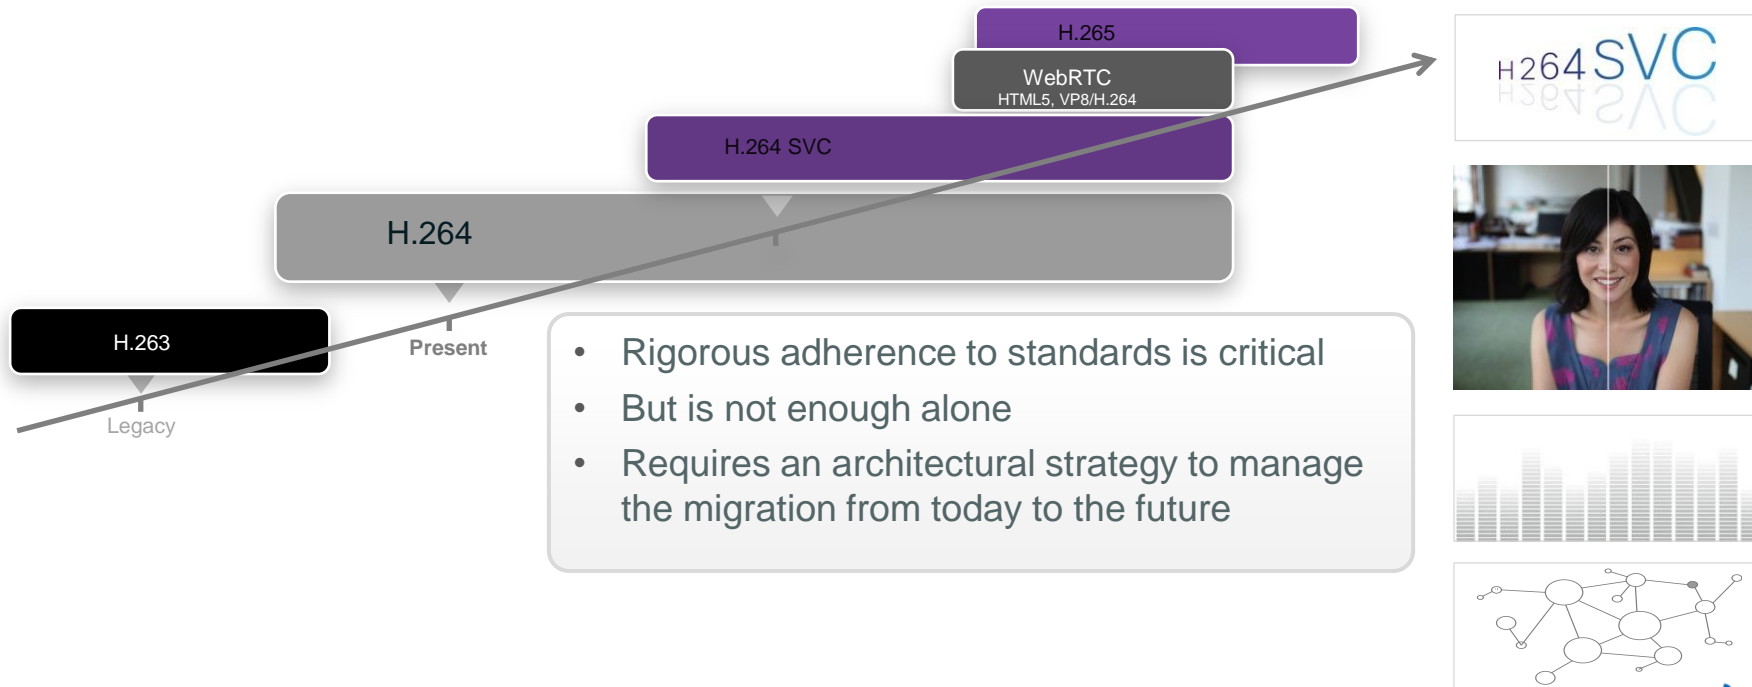 H.265
WebRTC
HTML5, VP8/H.264
H.264 SVC
H.264
H.263
Present
Legacy
• Rigorous adherence to standards is critical
• But is not enough alone
• Requires an architectural strategy to manage
the migration from today to the future
H264SVC